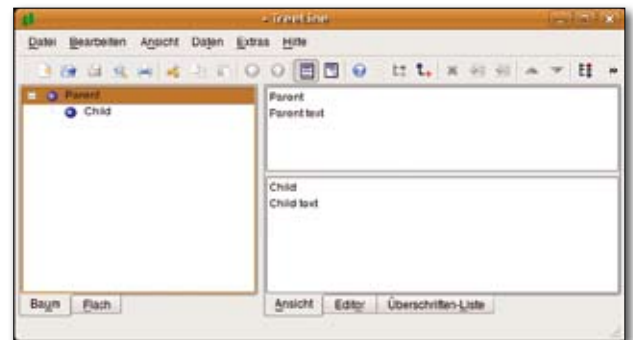 - TreeLine
Datei Bearbeiten Ansicht Daten Extras Hilfe
Parent
Child
Parent
Parent text
Child
Child text
Baum Flach
Ansicht Editor Überschriften-Liste